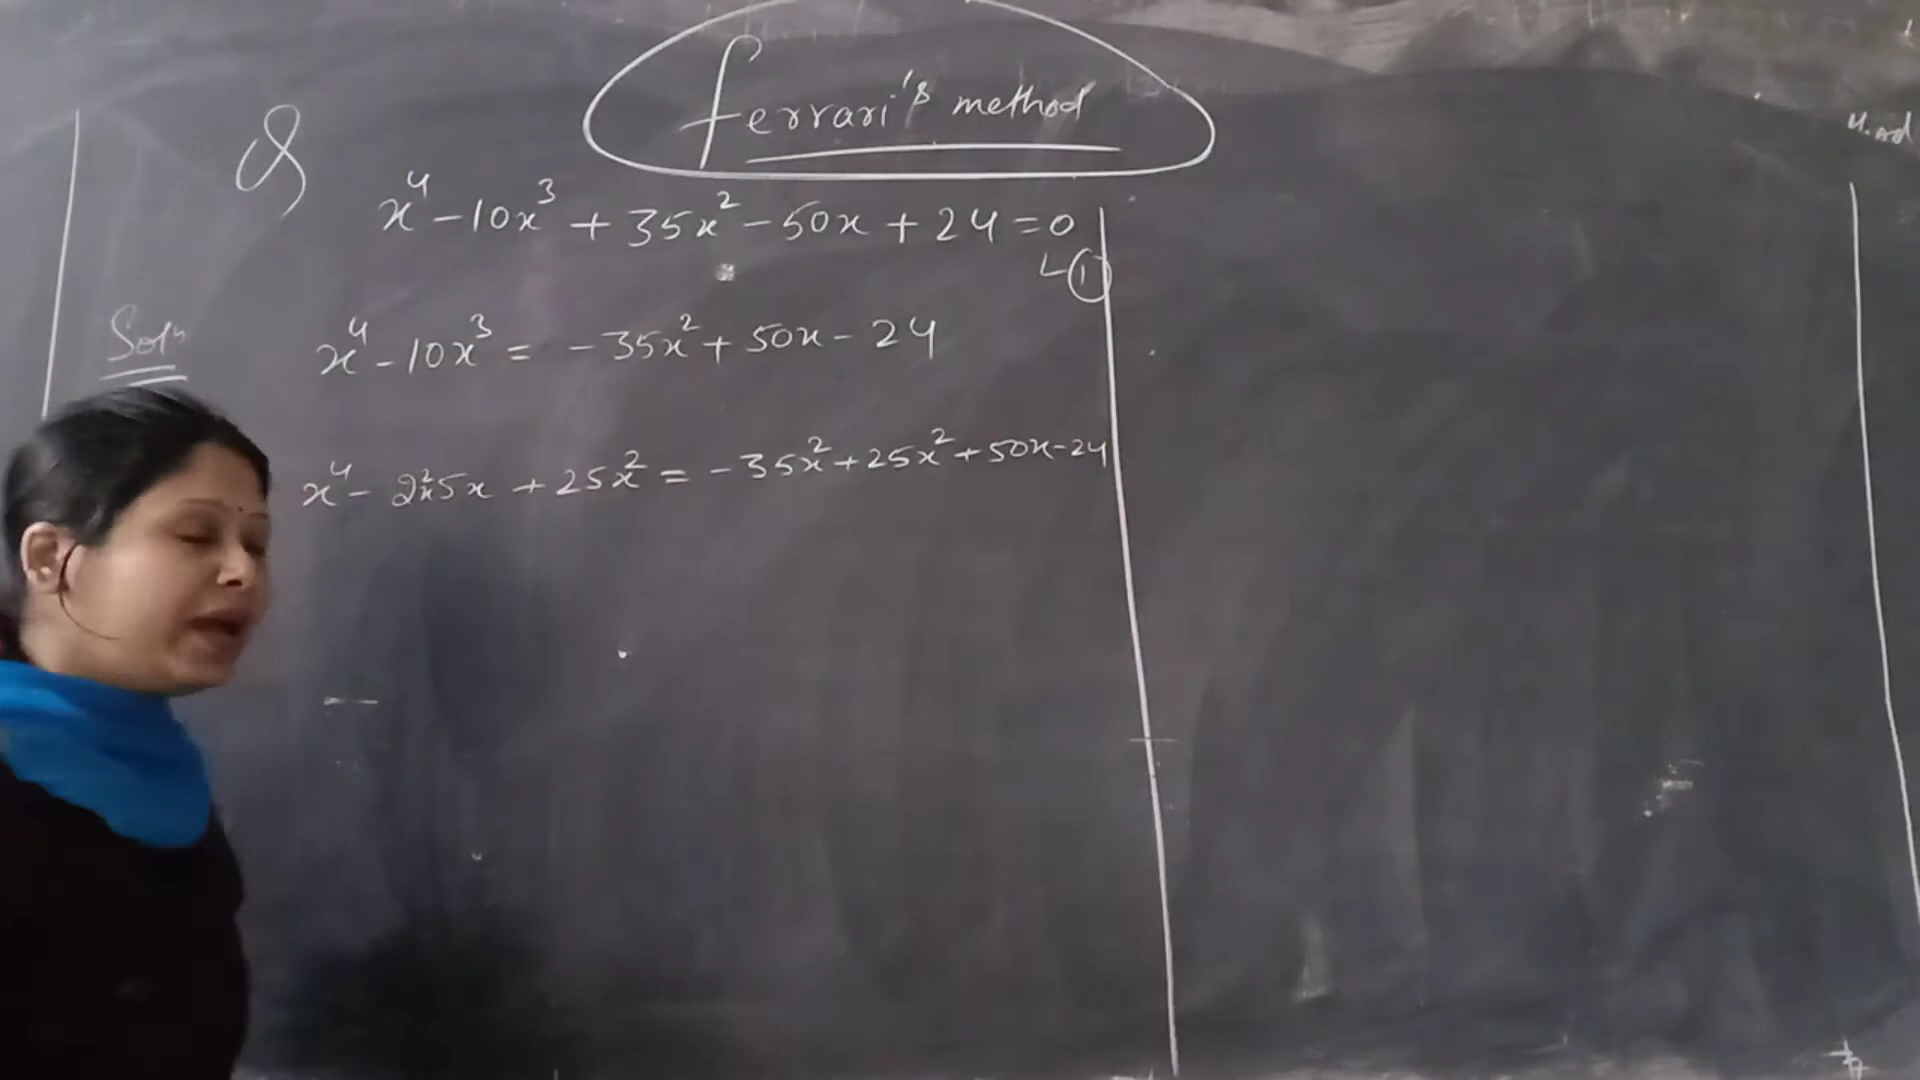 Ferrari's method
Q x⁴ - 10x³ + 35x² - 50x + 24 = 0
①
Solⁿ x⁴ - 10x³ = - 35x² + 50x - 24
x⁴ - 2x²5x + 25x² = - 35x² + 25x² + 50x - 24